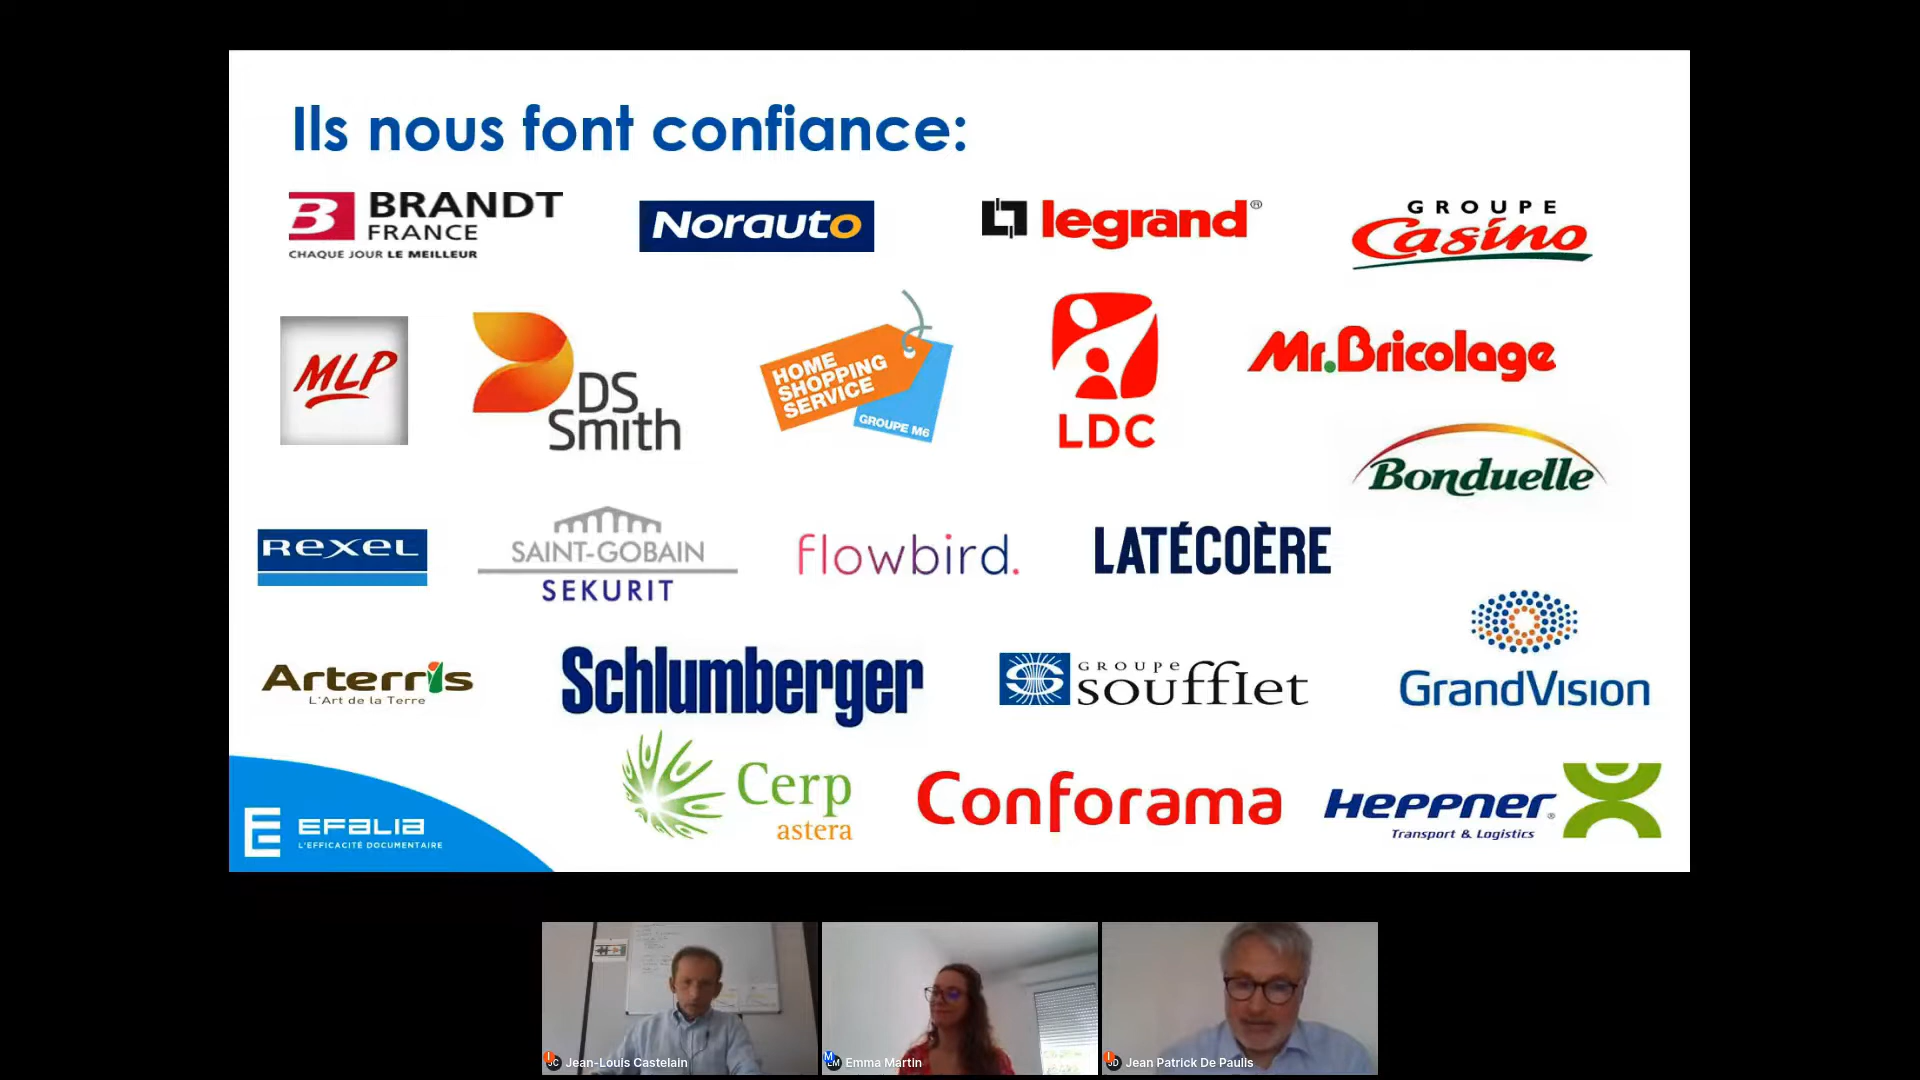 Ils nous font confiance:
BRANDT
FRANCE
CHAQUE JOUR LE MEILLEUR
Norauto
legrand®
GROUPE
Casino
MLP
DS
Smith
HOME
SHOPPING
SERVICE
GROUPE M6
LDC
Mr.Bricolage
Bonduelle
REXEL
SAINT-GOBAIN
SEKURIT
flowbird.
LATÉCOÈRE
Arterris
L'Art de la Terre
Schlumberger
GROUPE
soufflet
GrandVision
EFALIA
L'EFFICACITÉ DOCUMENTAIRE
Cerp
astera
Conforama
HEPPNER®
Transport & Logistics
JC Jean-Louis Castelain
M EM Emma Martin
JD Jean Patrick De Paulis